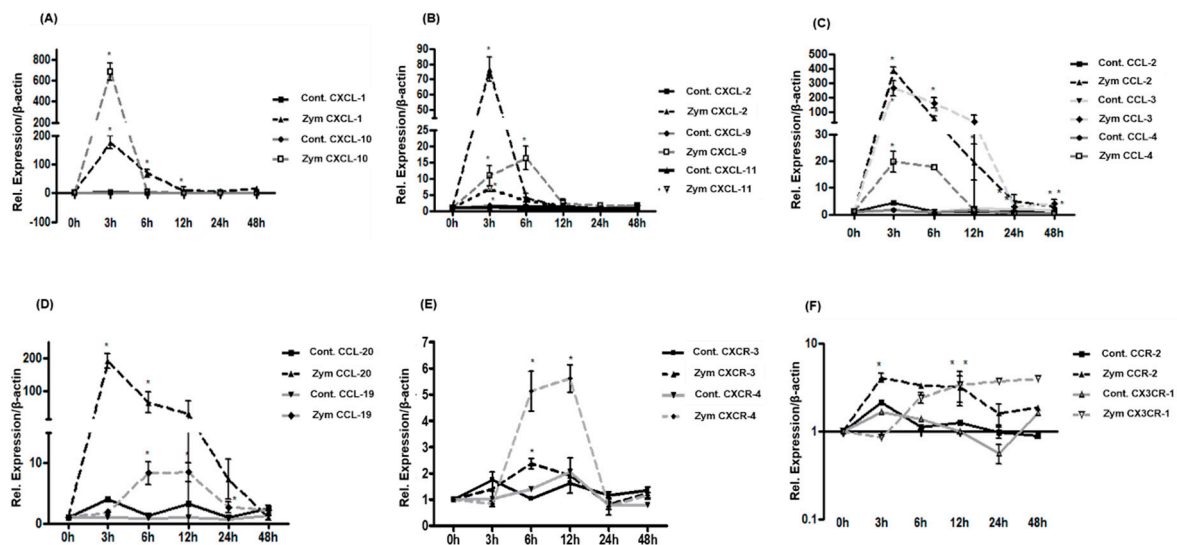 (A)
Rel. Expression/β-actin
800
600
400
200
200
100
0
-100
0h 3h 6h 12h 24h 48h
*
*
*
*
Cont. CXCL-1
Zym CXCL-1
Cont. CXCL-10
Zym CXCL-10
(B)
Rel. Expression/β-actin
90
80
70
60
50
40
30
25
20
15
10
5
0
0h 3h 6h 12h 24h 48h
*
*
*
*
*
Cont. CXCL-2
Zym CXCL-2
Cont. CXCL-9
Zym CXCL-9
Cont. CXCL-11
Zym CXCL-11
(C)
Rel. Expression/β-actin
500
400
300
200
100
30
20
10
0
0h 3h 6h 12h 24h 48h
Cont. CCL-2
Zym CCL-2
Cont. CCL-3
Zym CCL-3
Cont. CCL-4
Zym CCL-4
(D)
Rel. Expression/β-actin
200
100
10
0
0h 3h 6h 12h 24h 48h
Cont. CCL-20
Zym CCL-20
Cont. CCL-19
Zym CCL-19
(E)
Rel. Expression/β-actin
7
6
5
4
3
2
1
0
0h 3h 6h 12h 24h 48h
*
*
*
Cont. CXCR-3
Zym CXCR-3
Cont. CXCR-4
Zym CXCR-4
(F)
Rel. Expression/β-actin
10
1
0.1
0h 3h 6h 12h 24h 48h
*
* *
Cont. CCR-2
Zym CCR-2
Cont. CX3CR-1
Zym CX3CR-1